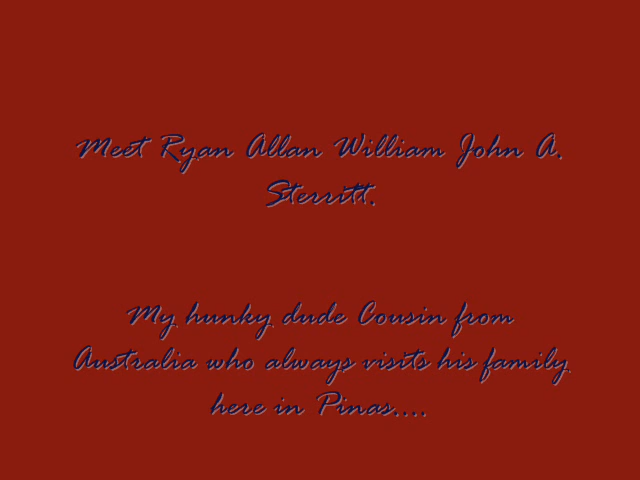 Meet Ryan Allan William John A.
Sterritt.
My hunky dude Cousin from
Australia who always visits his family
here in Pinas....